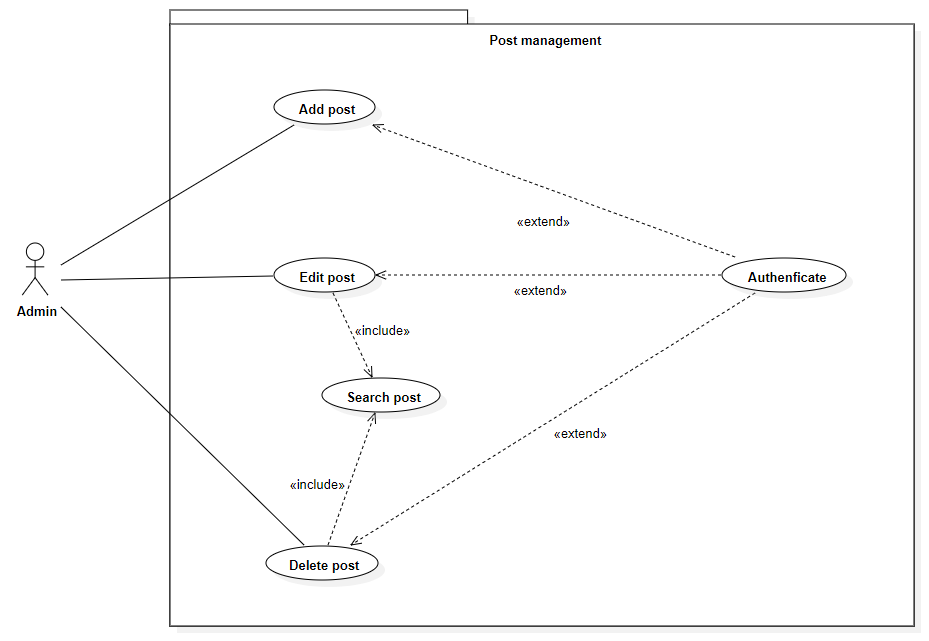 Post management
Add post
«extend»
Admin
Edit post
Authenficate
«extend»
«include»
Search post
«extend»
«include»
Delete post